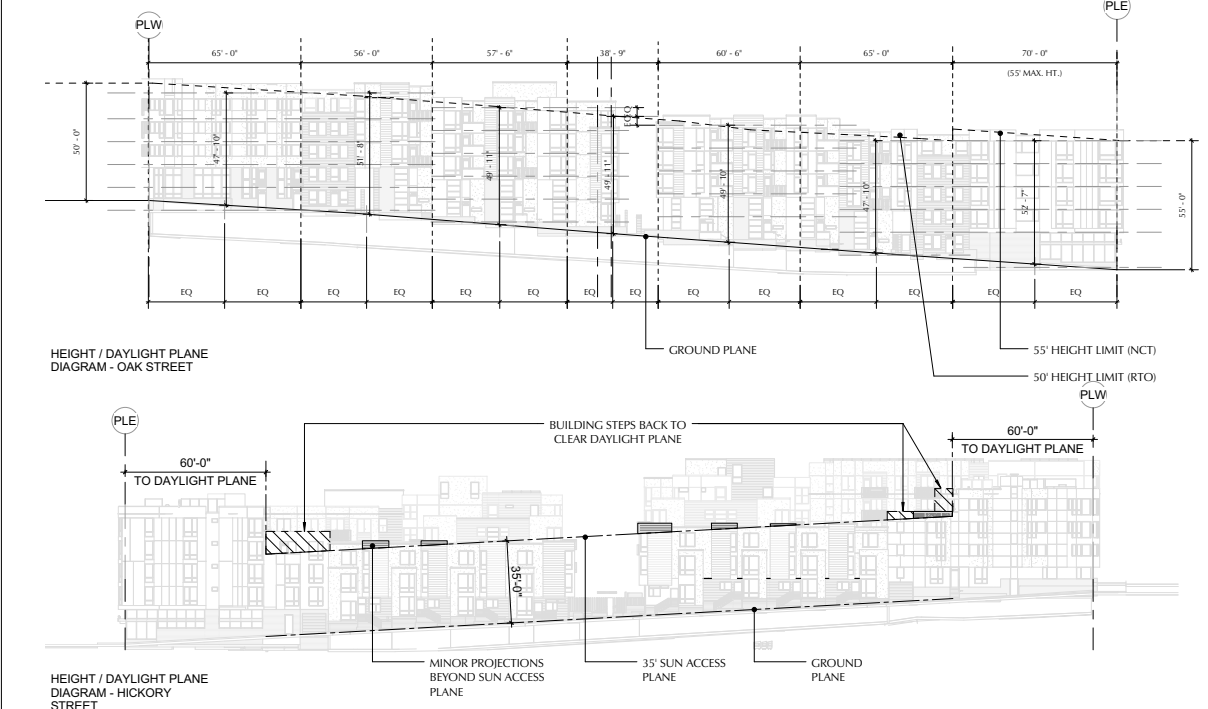 PLW
PLE
65' - 0"
56' - 0"
57' - 6"
38' - 9"
60' - 6"
65' - 0"
70' - 0"
(55' MAX. HT.)
50' - 0"
47' - 10"
51' - 8"
49' - 11"
EQ
EQ
49' - 11"
49' - 10"
47' - 10"
52' - 7"
55' - 0"
EQ
EQ
EQ
EQ
EQ
EQ
EQ
EQ
EQ
EQ
EQ
EQ
EQ
EQ
GROUND PLANE
55' HEIGHT LIMIT (NCT)
50' HEIGHT LIMIT (RTO)
HEIGHT / DAYLIGHT PLANE
DIAGRAM - OAK STREET
PLE
PLW
BUILDING STEPS BACK TO
CLEAR DAYLIGHT PLANE
60'-0"
TO DAYLIGHT PLANE
60'-0"
TO DAYLIGHT PLANE
35'-0"
MINOR PROJECTIONS
BEYOND SUN ACCESS
PLANE
35' SUN ACCESS
PLANE
GROUND
PLANE
HEIGHT / DAYLIGHT PLANE
DIAGRAM - HICKORY
STREET